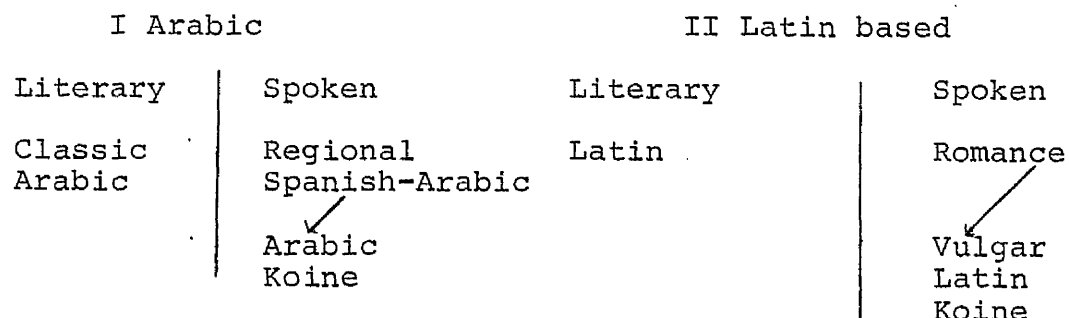 I Arabic II Latin based
Literary Spoken Literary Spoken
Classic Regional Latin Romance
Arabic Spanish-Arabic
Arabic Vulgar
Koine Latin
Koine